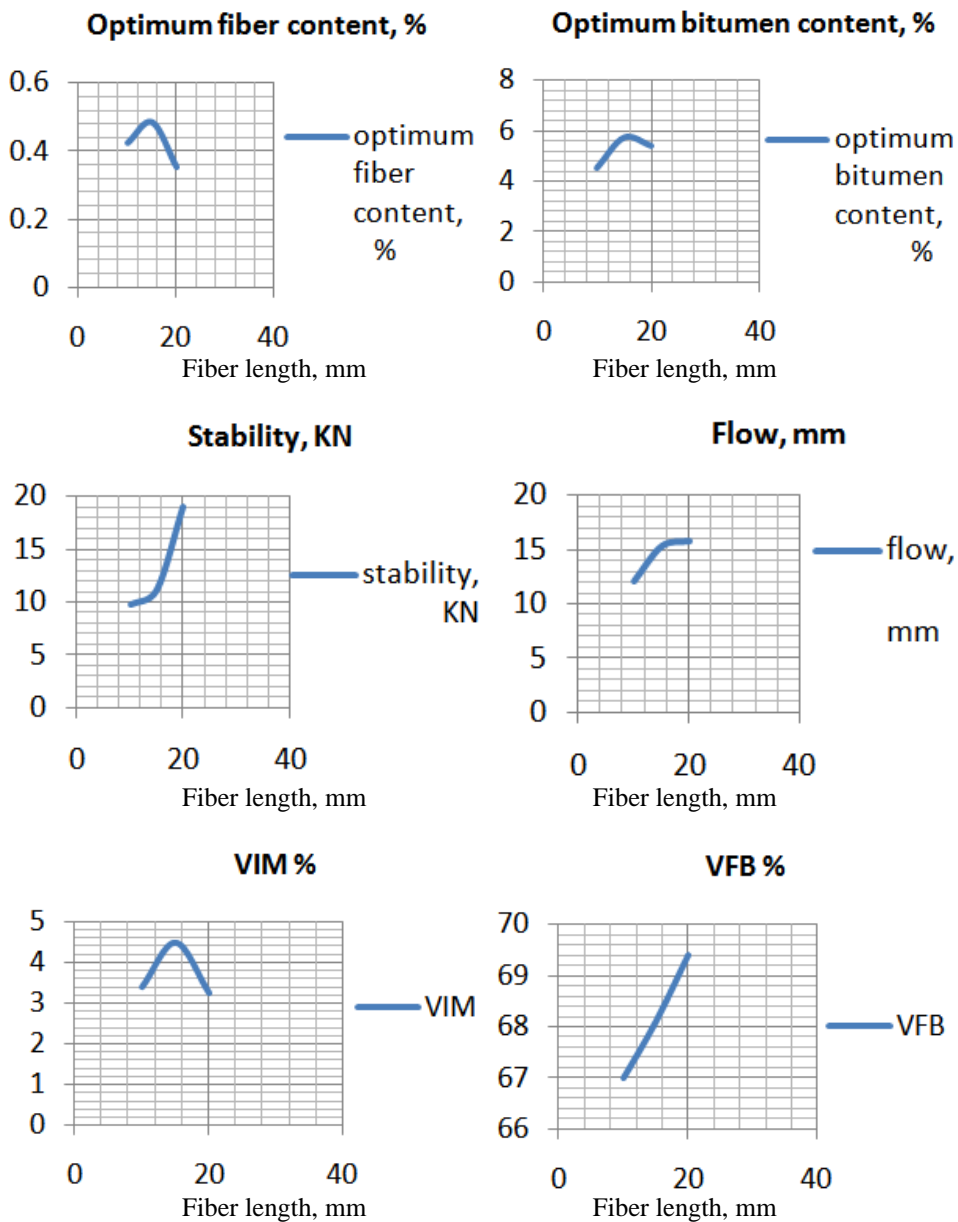 Optimum fiber content, %
0.6
0.4
0.2
0
0 20 40
Fiber length, mm
optimum
fiber
content,
%
Optimum bitumen content, %
8
6
4
2
0
0 20 40
Fiber length, mm
optimum
bitumen
content,
%
Stability, KN
20
15
10
5
0
0 20 40
Fiber length, mm
stability,
KN
Flow, mm
20
15
10
5
0
0 20 40
Fiber length, mm
flow,
mm
VIM %
5
4
3
2
1
0
0 20 40
Fiber length, mm
VIM
VFB %
70
69
68
67
66
0 20 40
Fiber length, mm
VFB